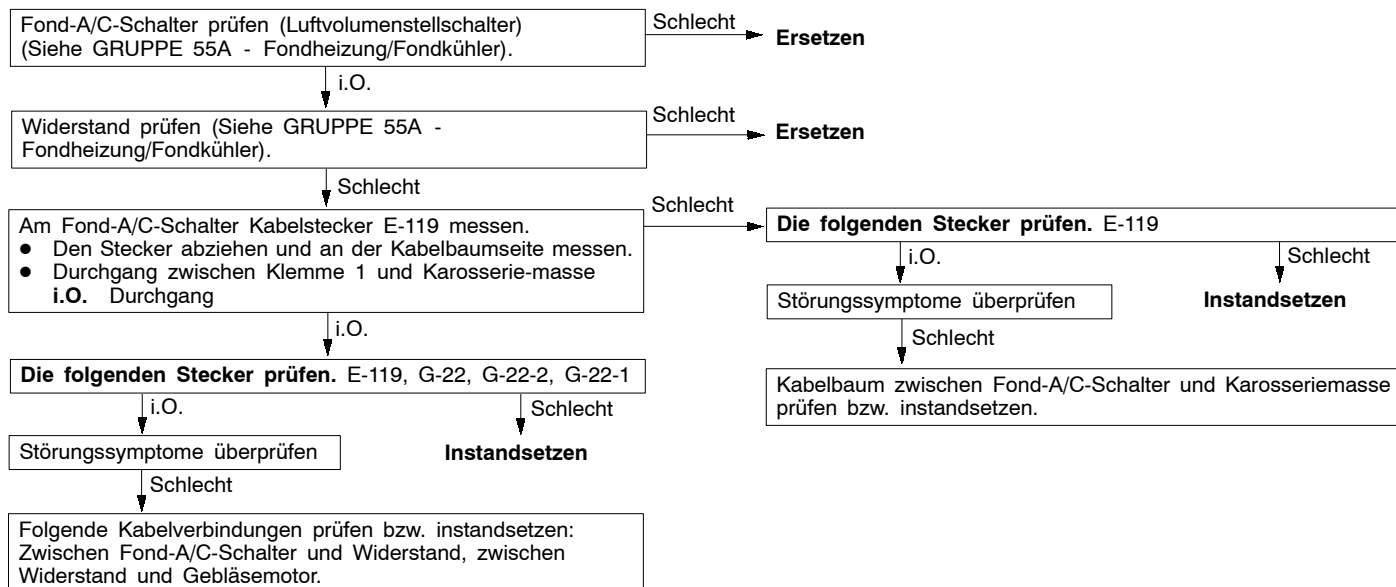 Fond-A/C-Schalter prüfen (Luftvolumenstellschalter)
(Siehe GRUPPE 55A - Fondheizung/Fondkühler).
Schlecht
Ersetzen
i.O.
Widerstand prüfen (Siehe GRUPPE 55A -
Fondheizung/Fondkühler).
Schlecht
Ersetzen
Schlecht
Am Fond-A/C-Schalter Kabelstecker E-119 messen.
● Den Stecker abziehen und an der Kabelbaumseite messen.
● Durchgang zwischen Klemme 1 und Karosserie-masse
i.O. Durchgang
Schlecht
Die folgenden Stecker prüfen. E-119
i.O.
Schlecht
Störungssymptome überprüfen
Instandsetzen
Schlecht
Kabelbaum zwischen Fond-A/C-Schalter und Karosseriemasse
prüfen bzw. instandsetzen.
i.O.
Die folgenden Stecker prüfen. E-119, G-22, G-22-2, G-22-1
i.O.
Schlecht
Störungssymptome überprüfen
Instandsetzen
Schlecht
Folgende Kabelverbindungen prüfen bzw. instandsetzen:
Zwischen Fond-A/C-Schalter und Widerstand, zwischen
Widerstand und Gebläsemotor.